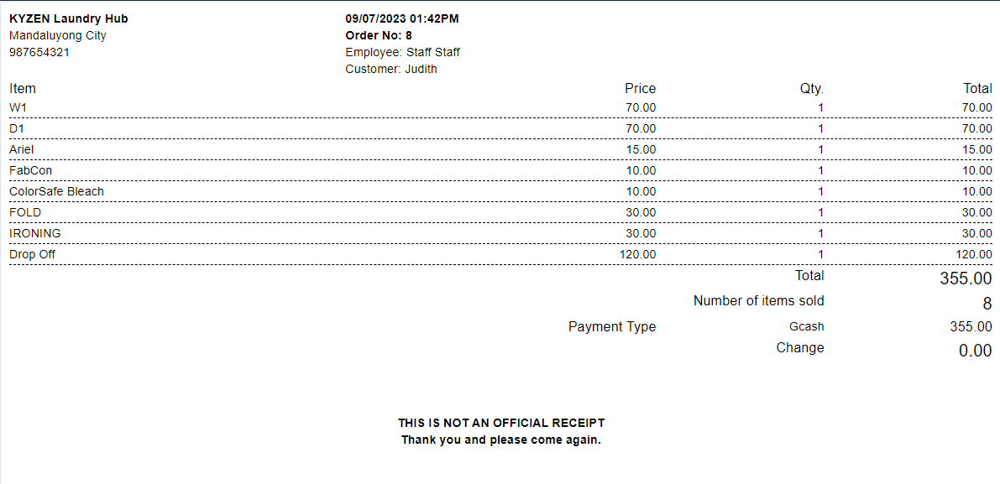 KYZEN Laundry Hub
Mandaluyong City
987654321
09/07/2023 01:42PM
Order No: 8
Employee: Staff Staff
Customer: Judith
Item Price Qty. Total
W1 70.00 1 70.00
D1 70.00 1 70.00
Ariel 15.00 1 15.00
FabCon 10.00 1 10.00
ColorSafe Bleach 10.00 1 10.00
FOLD 30.00 1 30.00
IRONING 30.00 1 30.00
Drop Off 120.00 1 120.00
Total 355.00
Number of items sold 8
Payment Type Gcash 355.00
Change 0.00
THIS IS NOT AN OFFICIAL RECEIPT
Thank you and please come again.